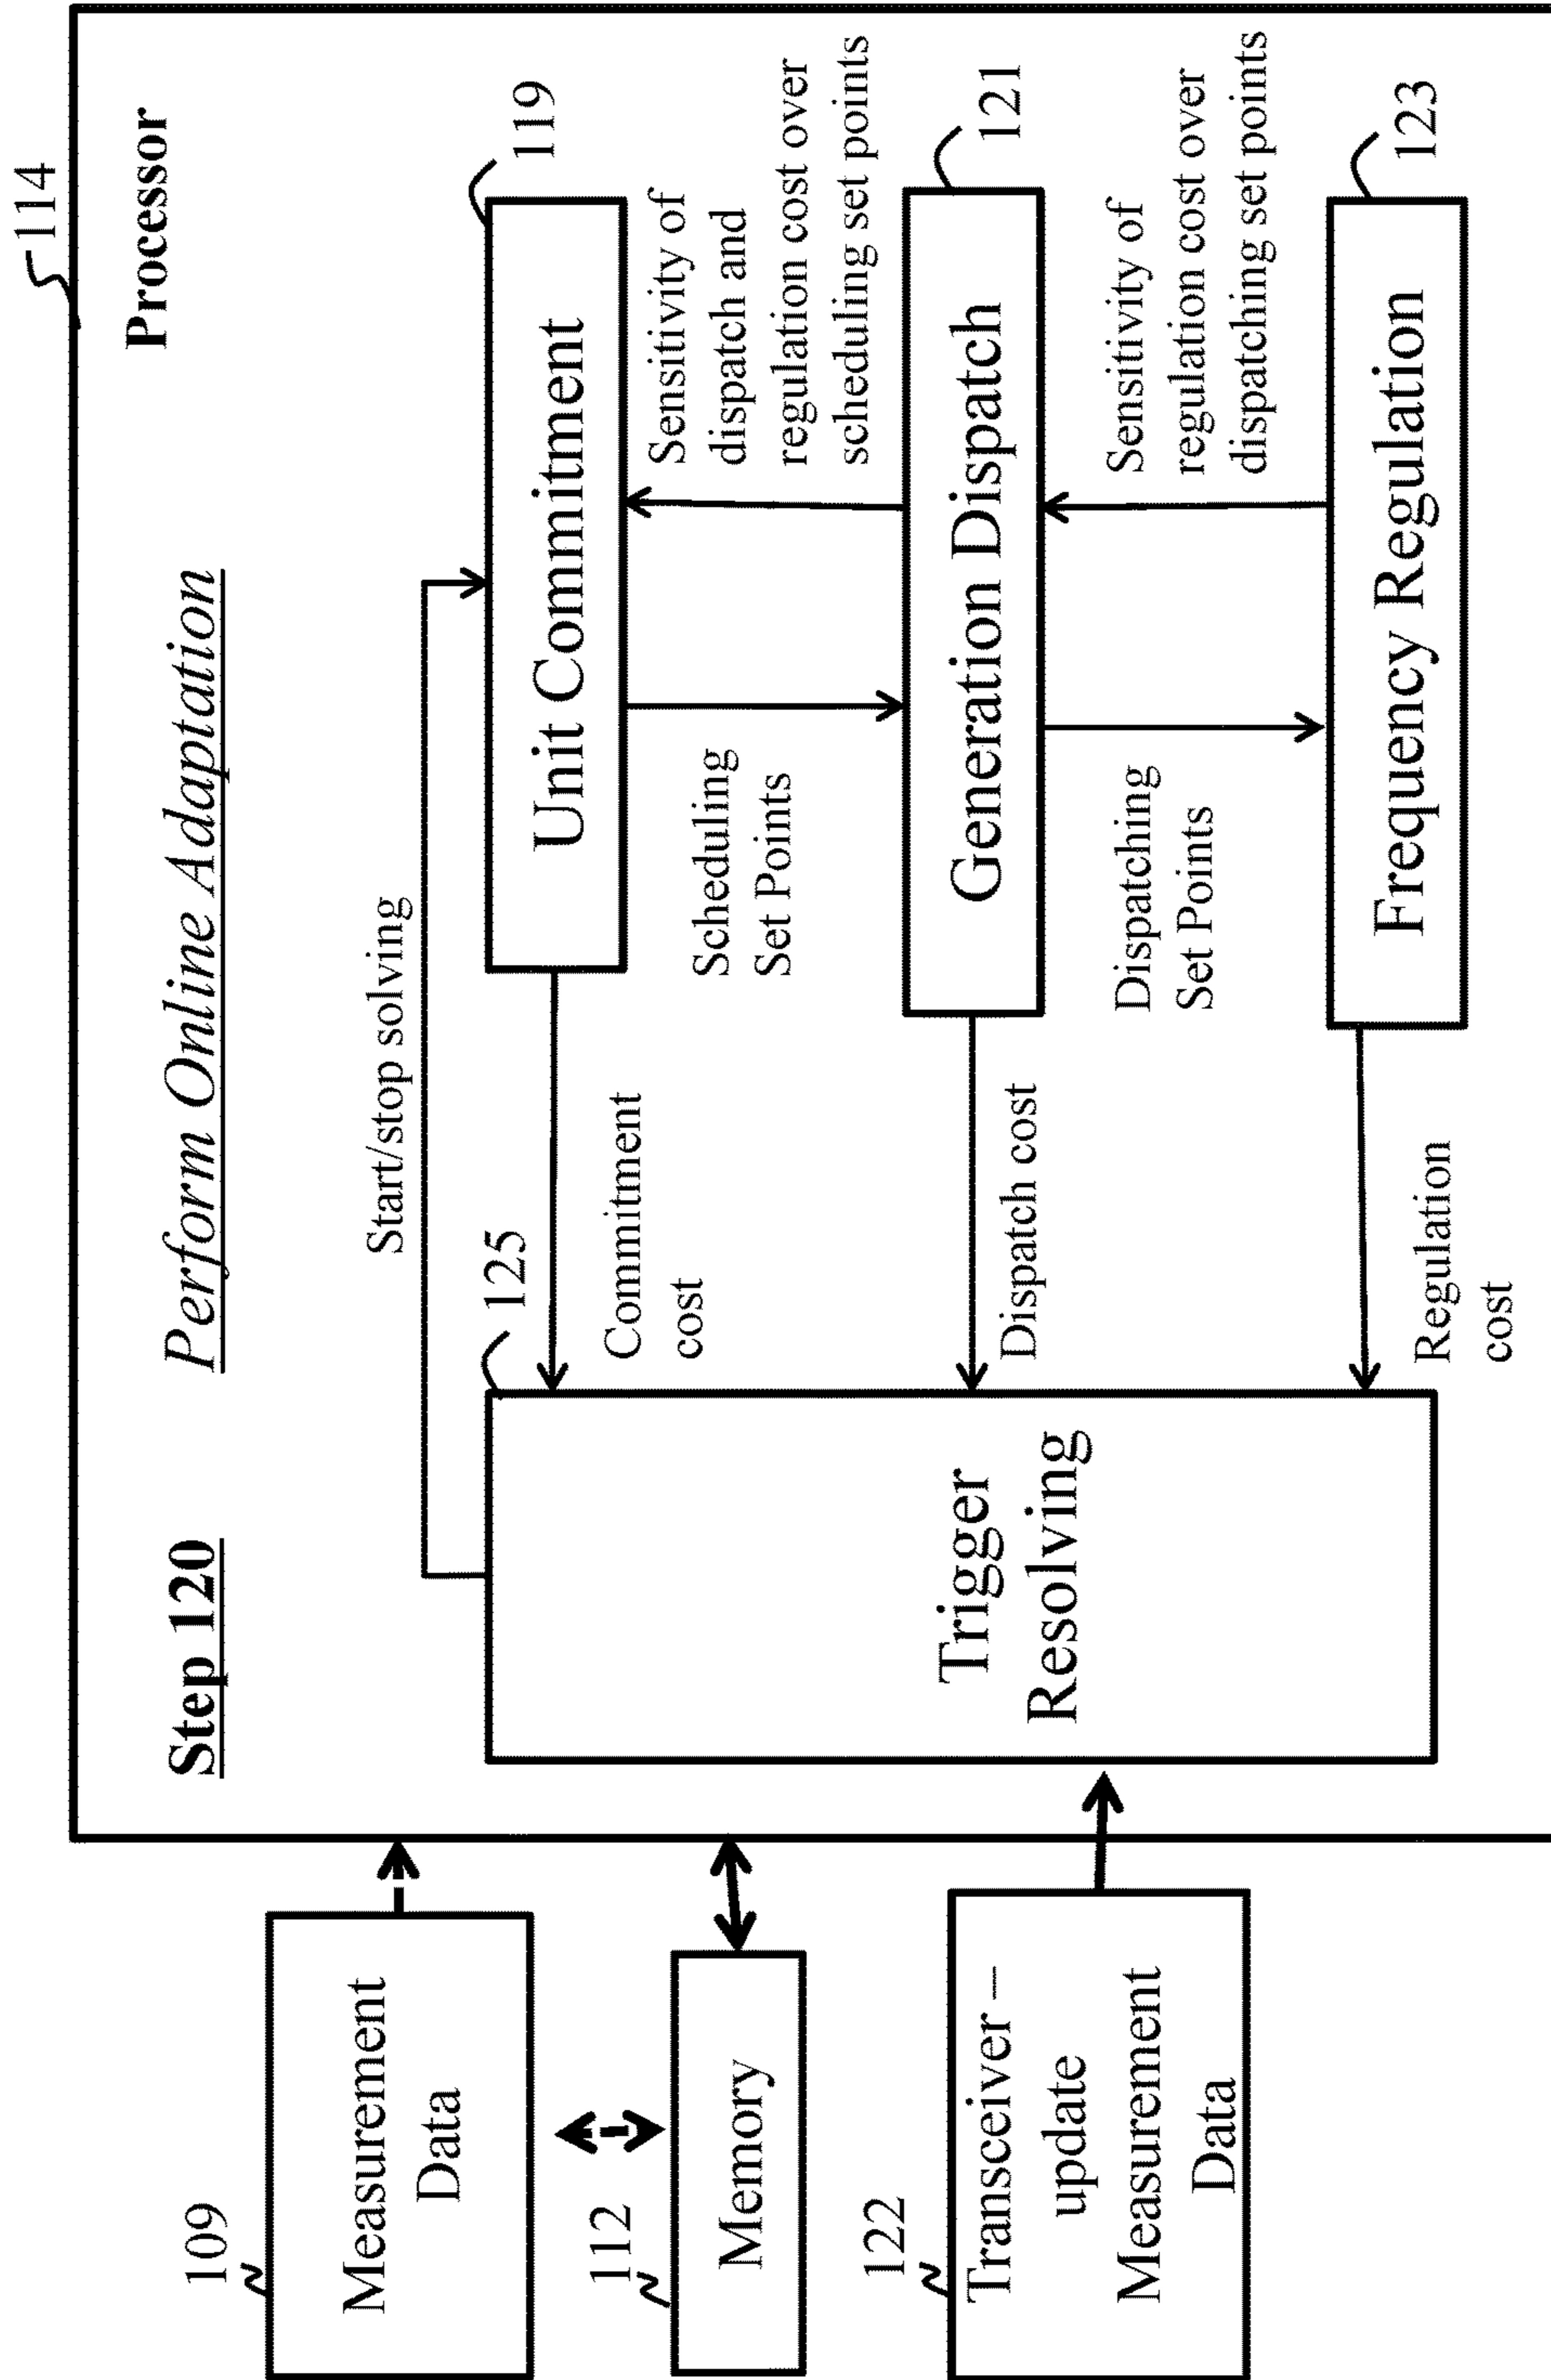 114
Processor
Step 120
Perform Online Adaptation
109
Measurement
Data
112
Memory
122
Transceiver –
update
Measurement
Data
Start/stop solving
125
Trigger
Resolving
Commitment
cost
Dispatch cost
Regulation
cost
119
Unit Commitment
Scheduling
Set Points
Sensitivity of
dispatch and
regulation cost over
scheduling set points
121
Generation Dispatch
Dispatching
Set Points
Sensitivity of
regulation cost over
dispatching set points
123
Frequency Regulation